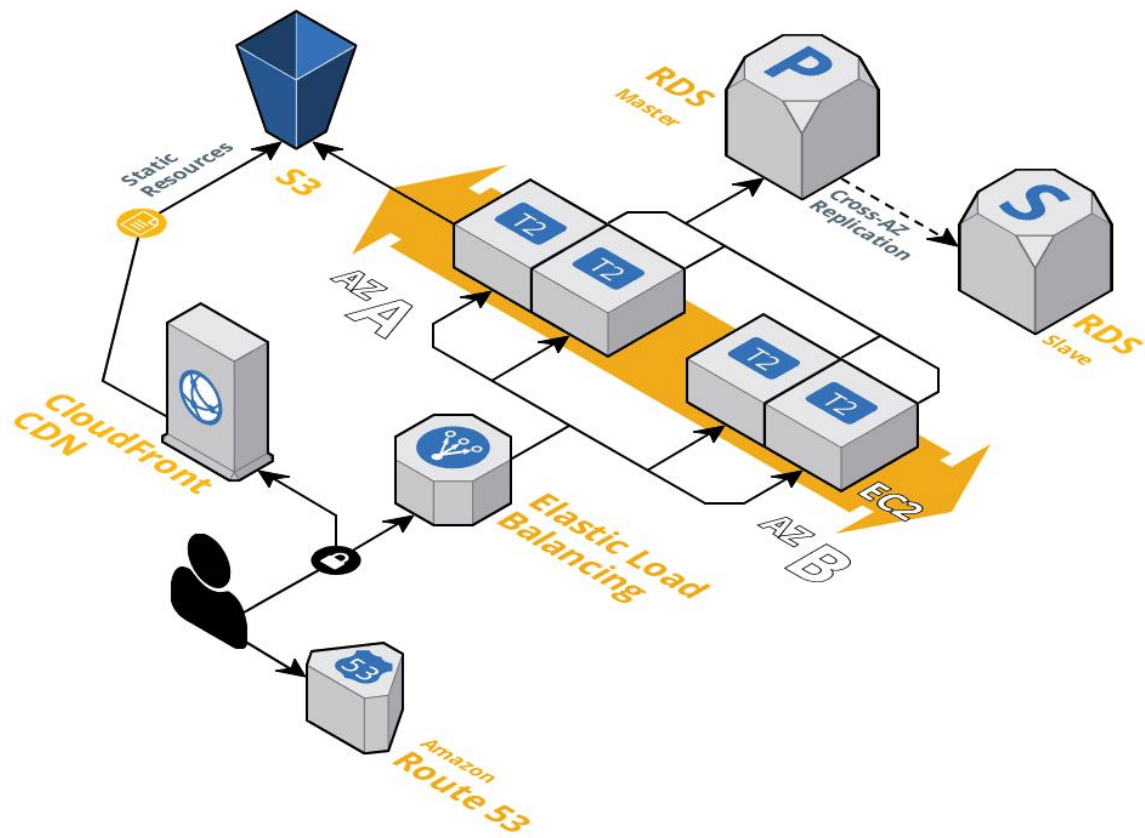 P
RDS
Master
Static
Resources
S3
Cross-AZ
Replication
S
RDS
Slave
T2
T2
AZ A
T2
T2
CloudFront
CDN
EC2
AZ B
Elastic Load
Balancing
53
Amazon
Route 53